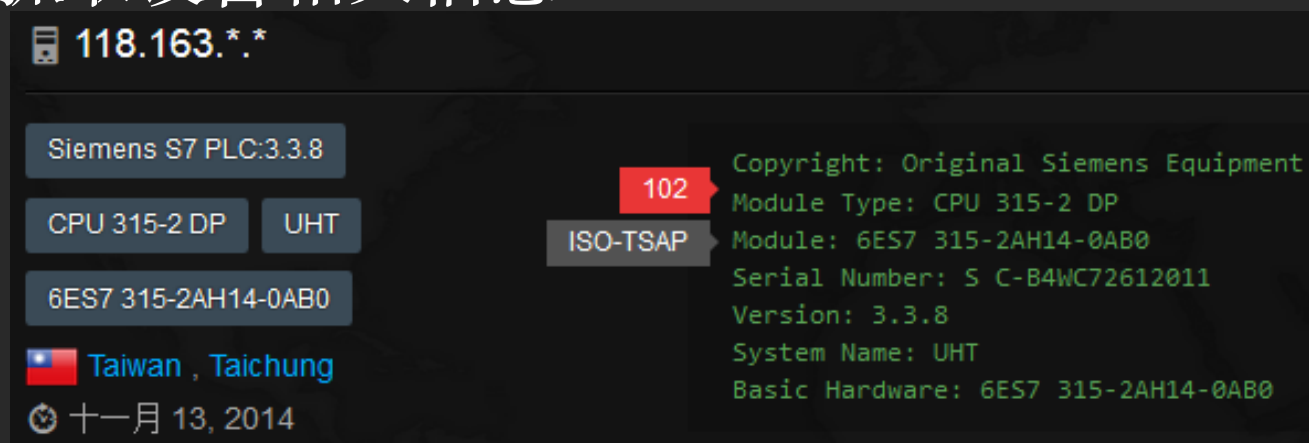 118.163.*.*
Siemens S7 PLC:3.3.8
CPU 315-2 DP
UHT
6ES7 315-2AH14-0AB0
Taiwan , Taichung
十一月 13, 2014
102
ISO-TSAP
Copyright: Original Siemens Equipment
Module Type: CPU 315-2 DP
Module: 6ES7 315-2AH14-0AB0
Serial Number: S C-B4WC72612011
Version: 3.3.8
System Name: UHT
Basic Hardware: 6ES7 315-2AH14-0AB0